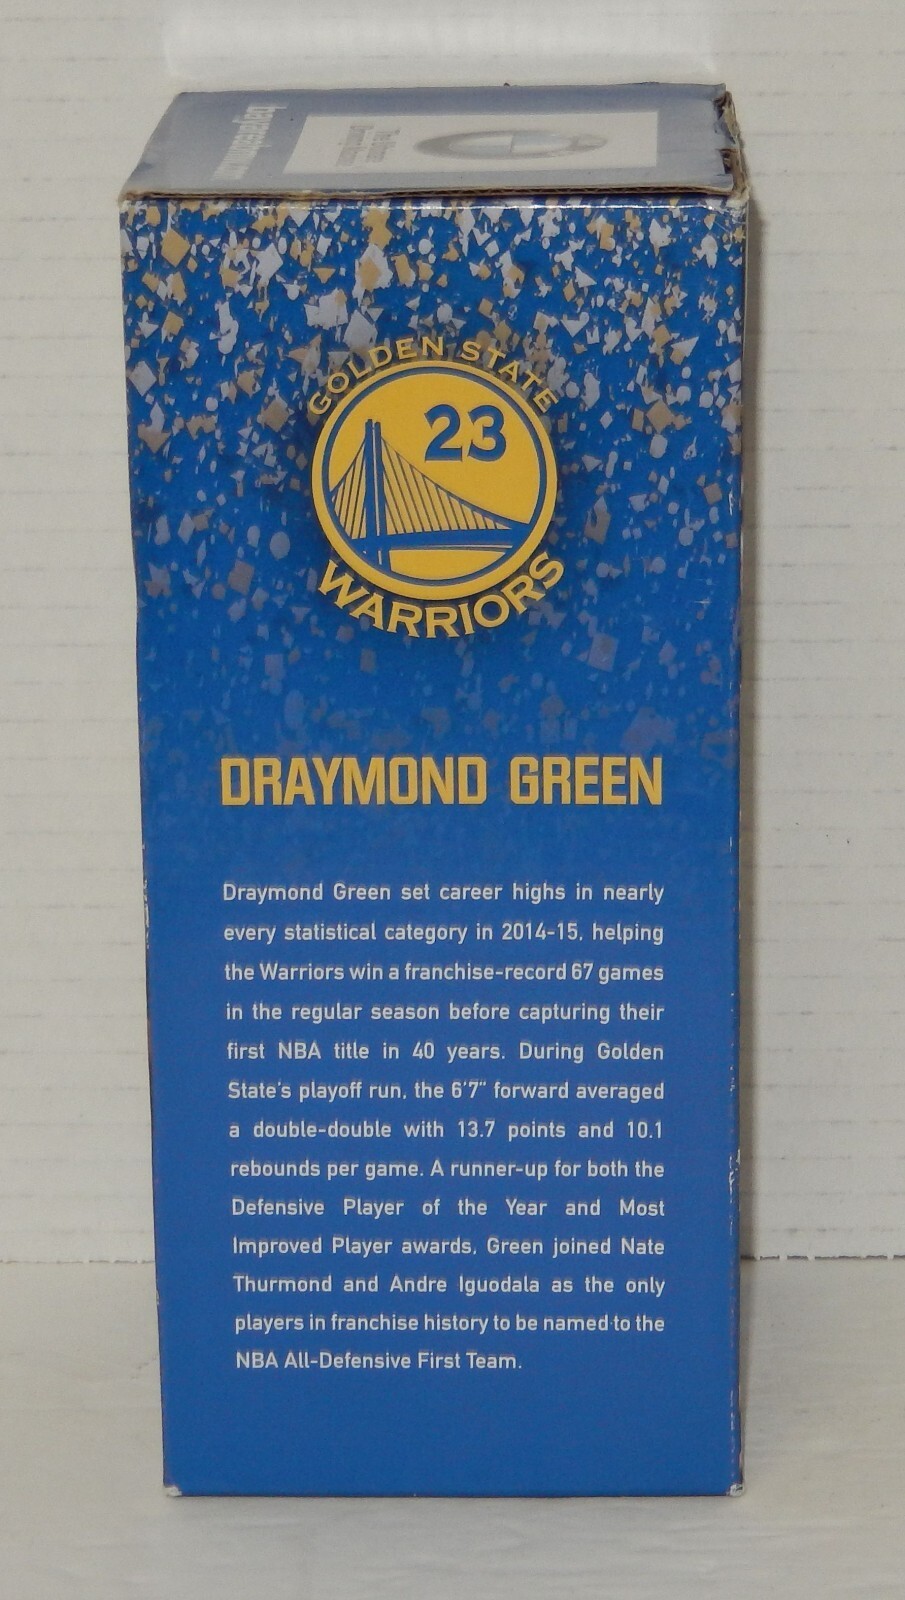 GOLDEN STATE
23
WARRIORS
DRAYMOND GREEN
Draymond Green set career highs in nearly
every statistical category in 2014-15, helping
the Warriors win a franchise-record 67 games
in the regular season before capturing their
first NBA title in 40 years. During Golden
State's playoff run, the 6'7" forward averaged
a double-double with 13.7 points and 10.1
rebounds per game. A runner-up for both the
Defensive Player of the Year and Most
Improved Player awards, Green joined Nate
Thurmond and Andre Iguodala as the only
players in franchise history to be named to the
NBA All-Defensive First Team.